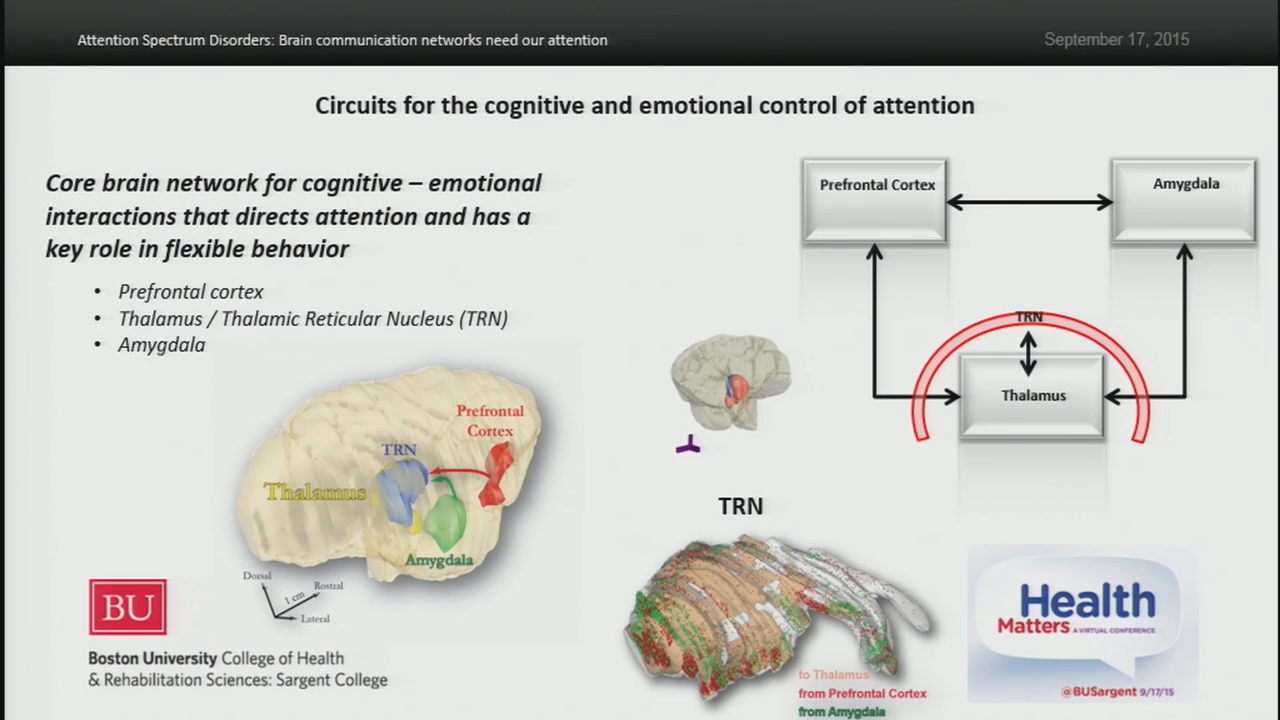 Attention Spectrum Disorders: Brain communication networks need our attention
September 17, 2015
Circuits for the cognitive and emotional control of attention
Core brain network for cognitive – emotional
interactions that directs attention and has a
key role in flexible behavior
• Prefrontal cortex
• Thalamus / Thalamic Reticular Nucleus (TRN)
• Amygdala
Prefrontal Cortex
Amygdala
TRN
Thalamus
Prefrontal
Cortex
TRN
Thalamus
Amygdala
Dorsal
Rostral
1 cm
Lateral
TRN
to Thalamus
from Prefrontal Cortex
from Amygdala
BU
Boston University College of Health
& Rehabilitation Sciences: Sargent College
Health
Matters A VIRTUAL CONFERENCE
@BUSargent 9/17/15